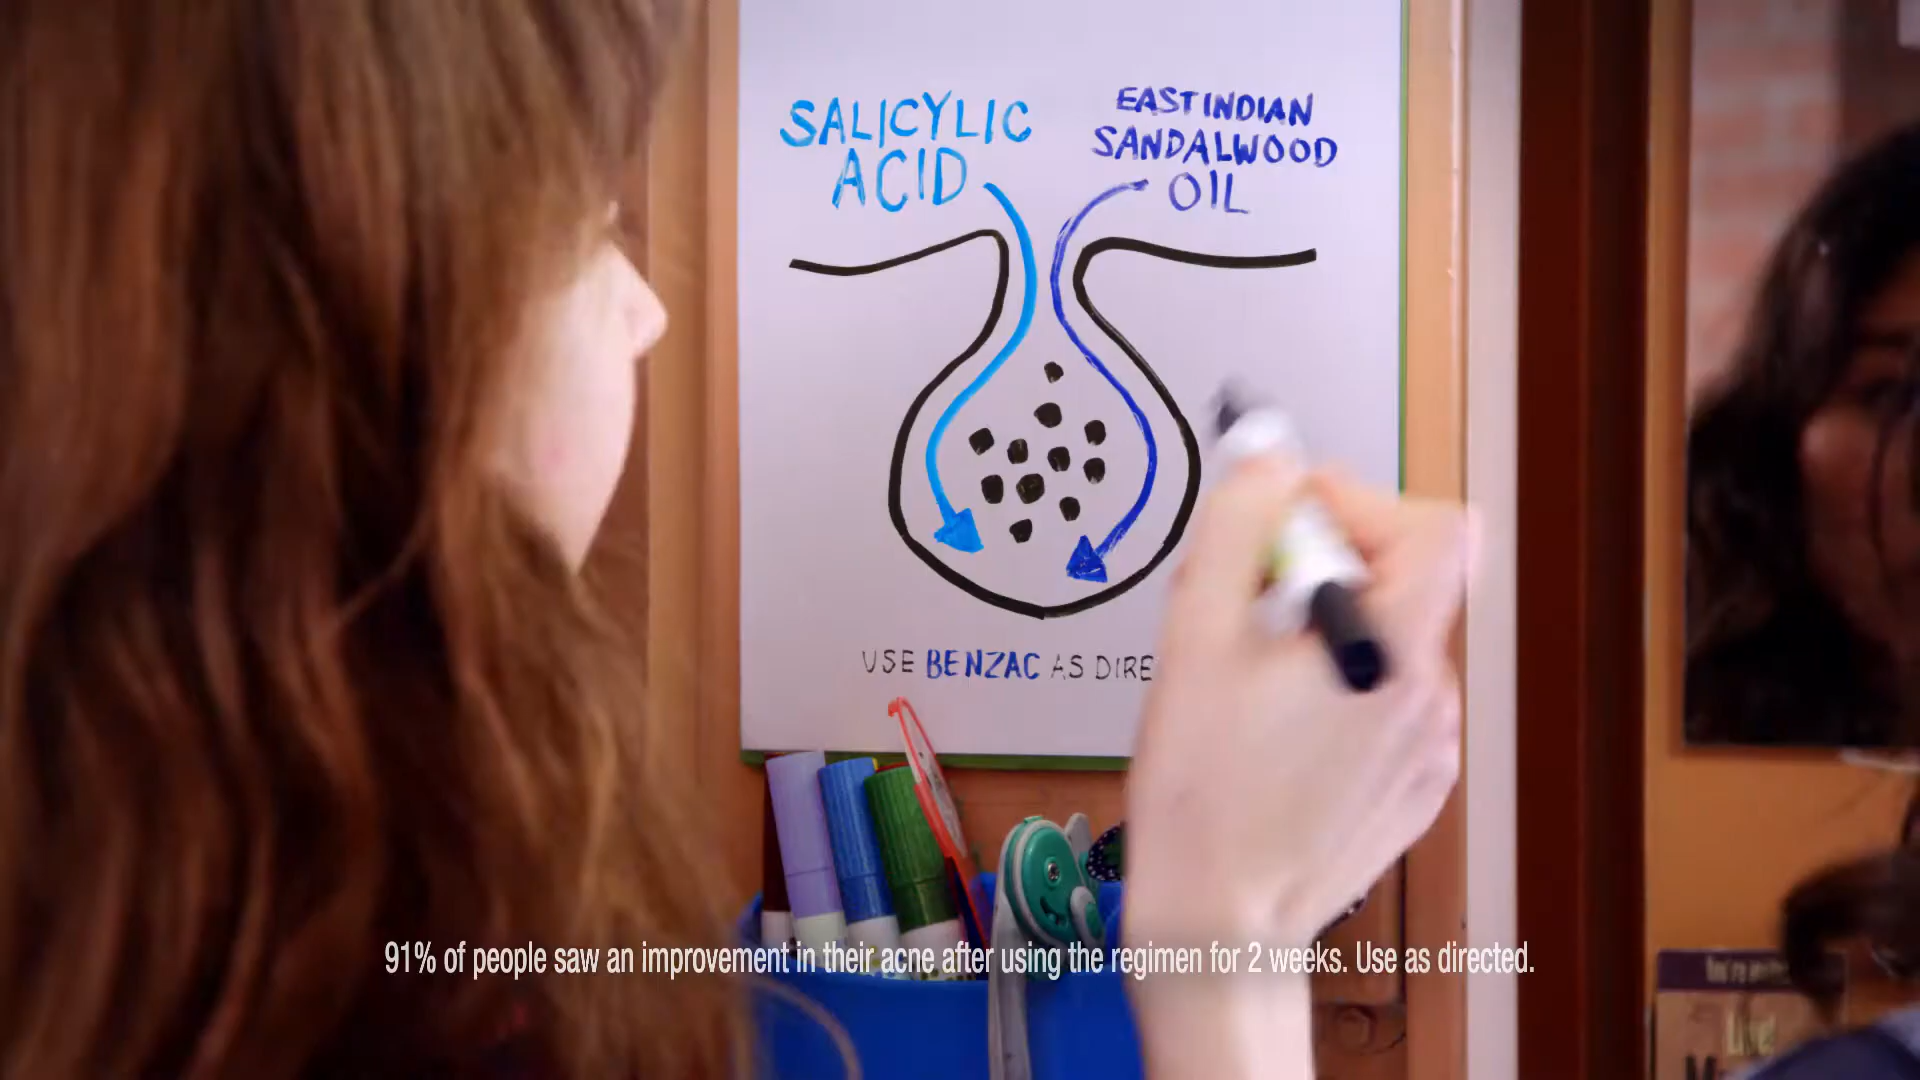 SALICYLIC
ACID
EAST INDIAN
SANDALWOOD
OIL
USE BENZAC AS DIRE
91% of people saw an improvement in their acne after using the regimen for 2 weeks. Use as directed.
Live!